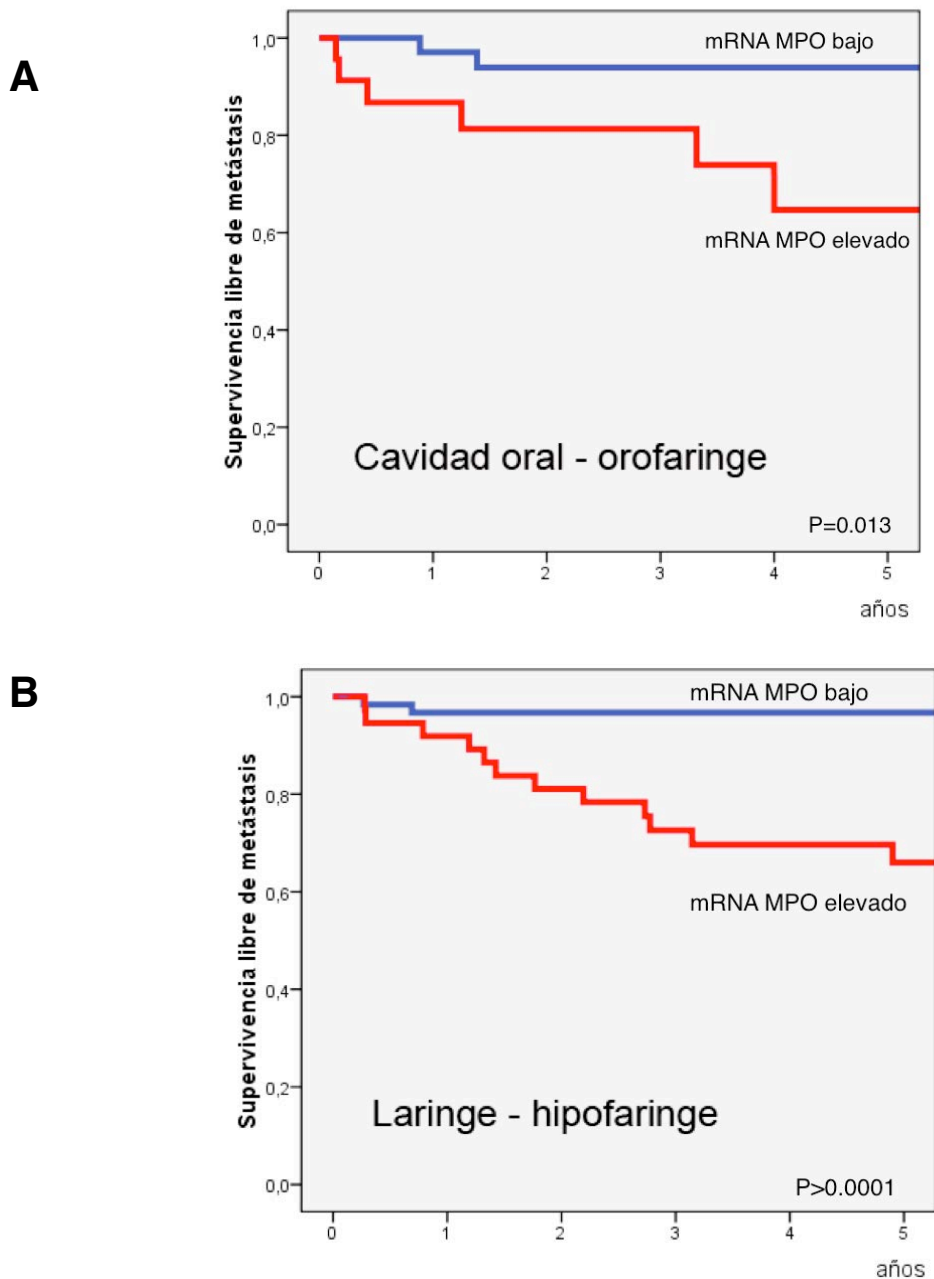 A
Supervivencia libre de metástasis
1,0
0,8
0,6
0,4
0,2
0,0
mRNA MPO bajo
mRNA MPO elevado
Cavidad oral - orofaringe
P=0.013
0 1 2 3 4 5
años
B
Supervivencia libre de metástasis
1,0
0,8
0,6
0,4
0,2
0,0
mRNA MPO bajo
mRNA MPO elevado
Laringe - hipofaringe
P>0.0001
0 1 2 3 4 5
años